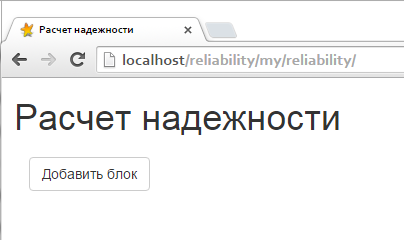 Расчет надежности
localhost/reliability/my/reliability/
Расчет надежности
Добавить блок